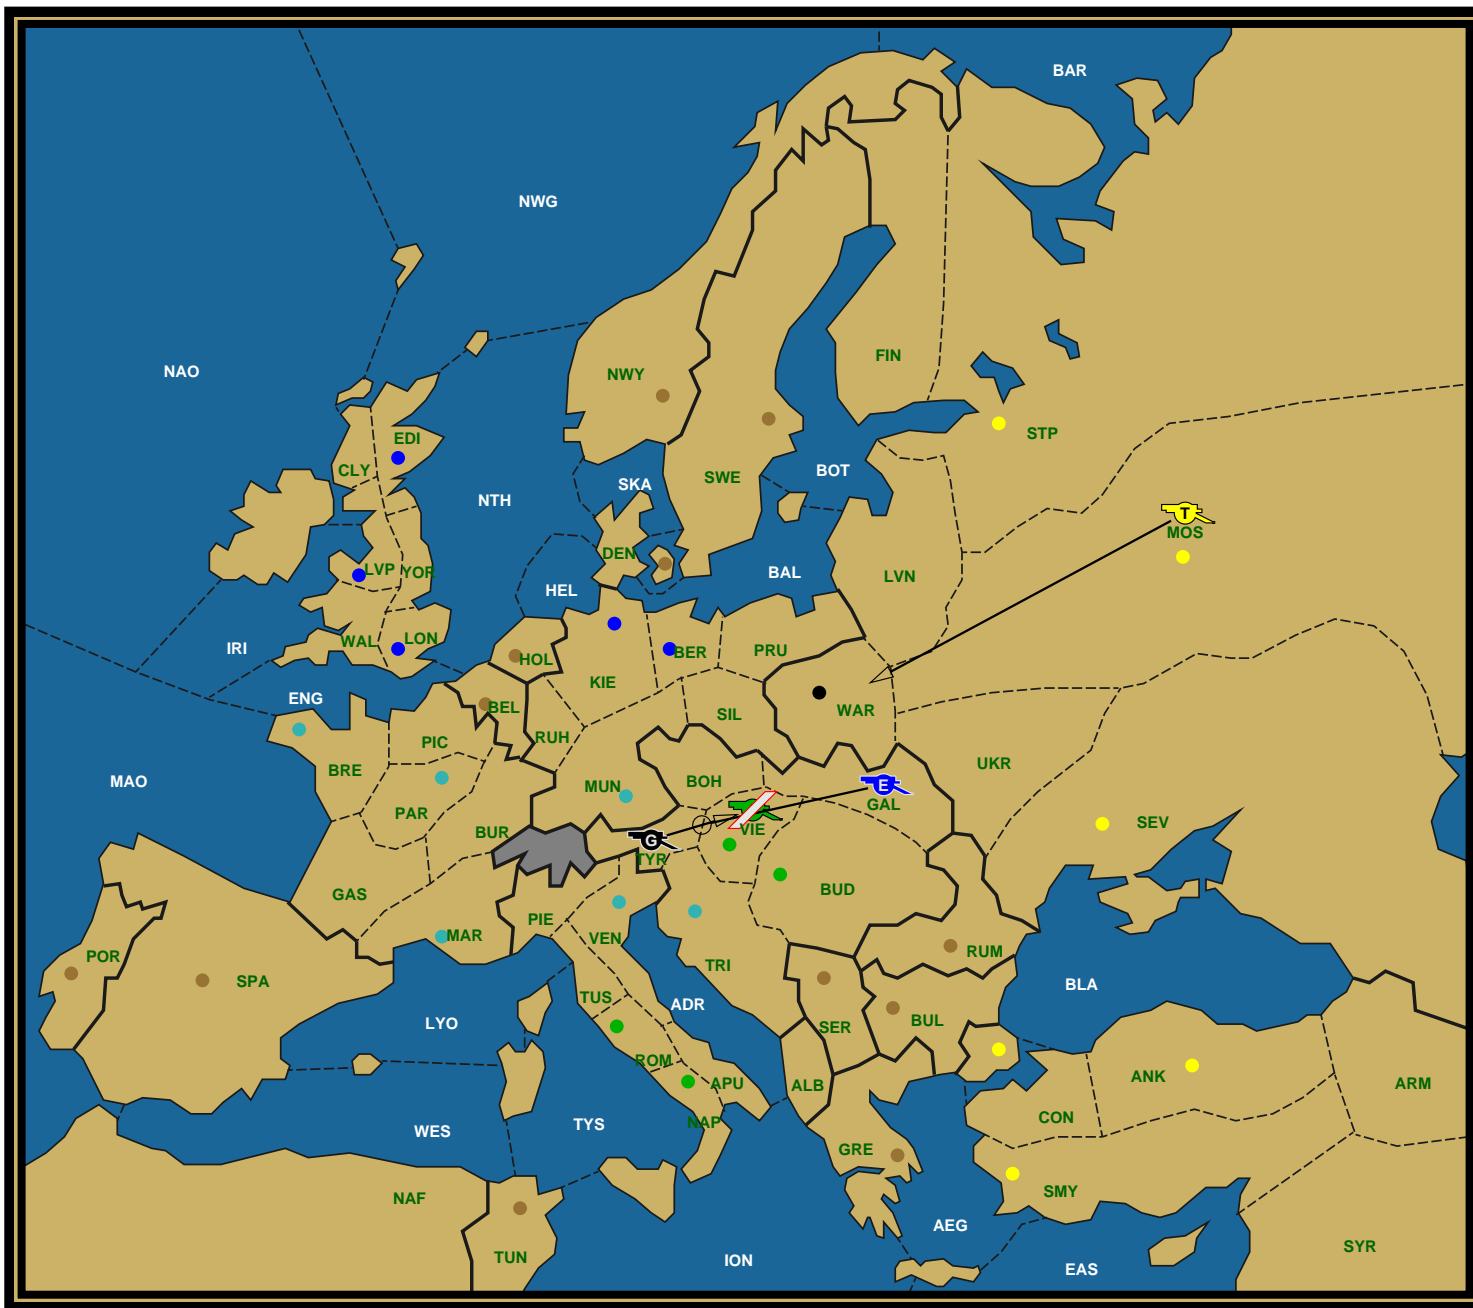 BAR
NWG
NAO
FIN
NWY
STP
EDI
CLY
SWE
BOT
SKA
NTH
T
MOS
DEN
LVP
YOR
BAL
LVN
HEL
IRI
WAL
LON
HOL
BER
PRU
KIE
ENG
BEL
SIL
WAR
RUH
PIC
UKR
BRE
MAO
BOH
MUN
E
GAL
PAR
SEV
BUR
VIE
G
TYR
BUD
GAS
PIE
MAR
VEN
POR
RUM
SPA
TRI
BLA
TUS
ADR
LYO
BUL
SER
ROM
ANK
APU
ALB
ARM
CON
NAP
TYS
WES
GRE
SMY
NAF
AEG
SYR
TUN
ION
EAS